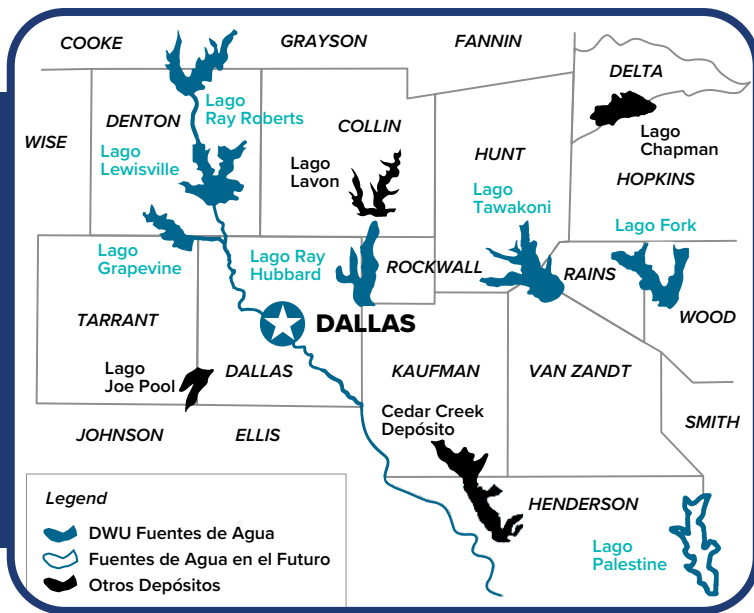 COOKE
GRAYSON
FANNIN
DELTA
Lago
Ray Roberts
DENTON
WISE
COLLIN
Lago
Chapman
Lago
Lewisville
Lago
Lavon
HUNT
HOPKINS
Lago
Tawakoni
Lago Fork
Lago
Grapevine
Lago Ray
Hubbard
ROCKWALL
RAINS
TARRANT
DALLAS
WOOD
Lago
Joe Pool
DALLAS
KAUFMAN
VAN ZANDT
Cedar Creek
Depósito
SMITH
JOHNSON
ELLIS
HENDERSON
Lago
Palestine
Legend
DWU Fuentes de Agua
Fuentes de Agua en el Futuro
Otros Depósitos